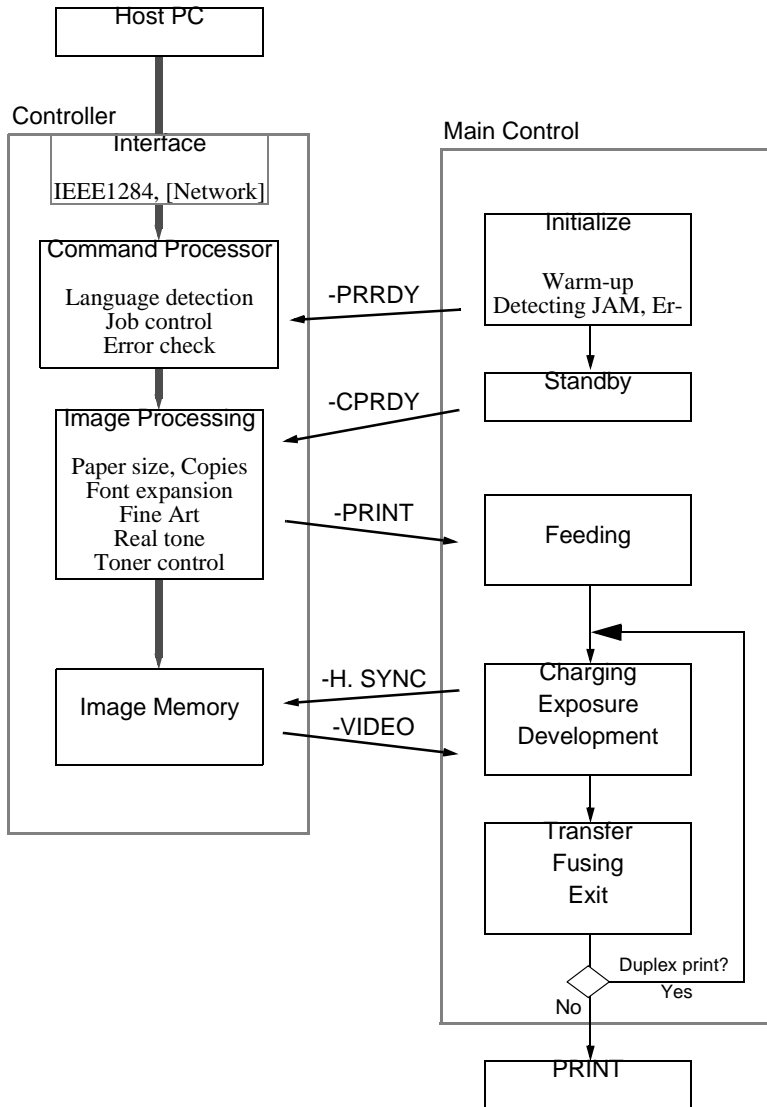 Host PC
Controller
Interface
IEEE1284, [Network]
Command Processor
Language detection
Job control
Error check
Image Processing
Paper size, Copies
Font expansion
Fine Art
Real tone
Toner control
Image Memory
-PRRDY
-CPRDY
-PRINT
-H. SYNC
-VIDEO
Main Control
Initialize
Warm-up
Detecting JAM, Er-
Standby
Feeding
Charging
Exposure
Development
Transfer
Fusing
Exit
Duplex print?
Yes
No
PRINT